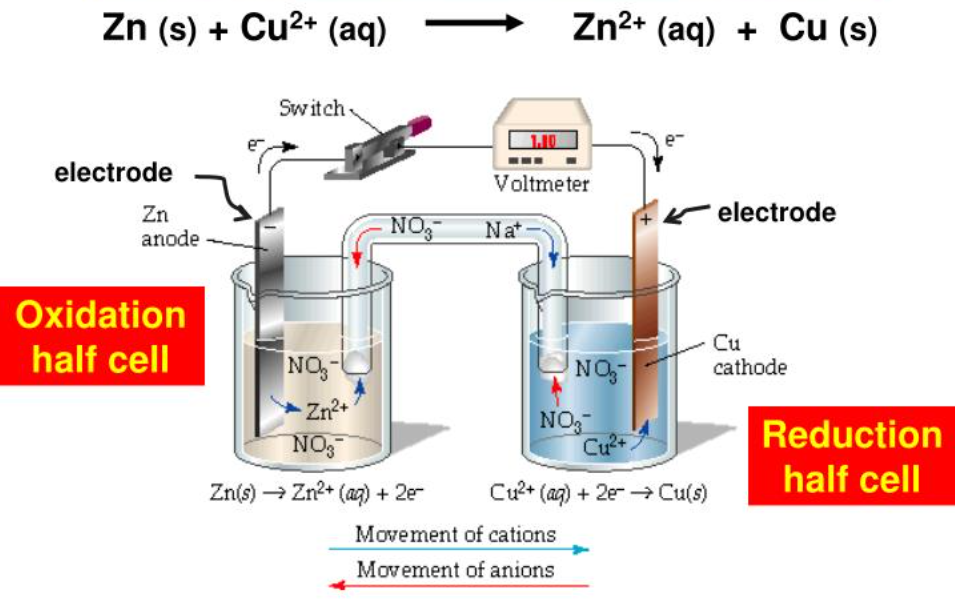 Zn (s) + Cu²⁺ (aq) ⟶ Zn²⁺ (aq) + Cu (s)
Switch
e⁻
1.10
e⁻
Voltmeter
electrode
electrode
Zn
anode
−
+
NO₃⁻
Na⁺
Oxidation
half cell
Cu
cathode
NO₃⁻
NO₃⁻
Zn²⁺
NO₃⁻
NO₃⁻
Cu²⁺
Reduction
half cell
Zn(s) → Zn²⁺ (aq) + 2e⁻
Cu²⁺ (aq) + 2e⁻ → Cu(s)
Movement of cations
Movement of anions